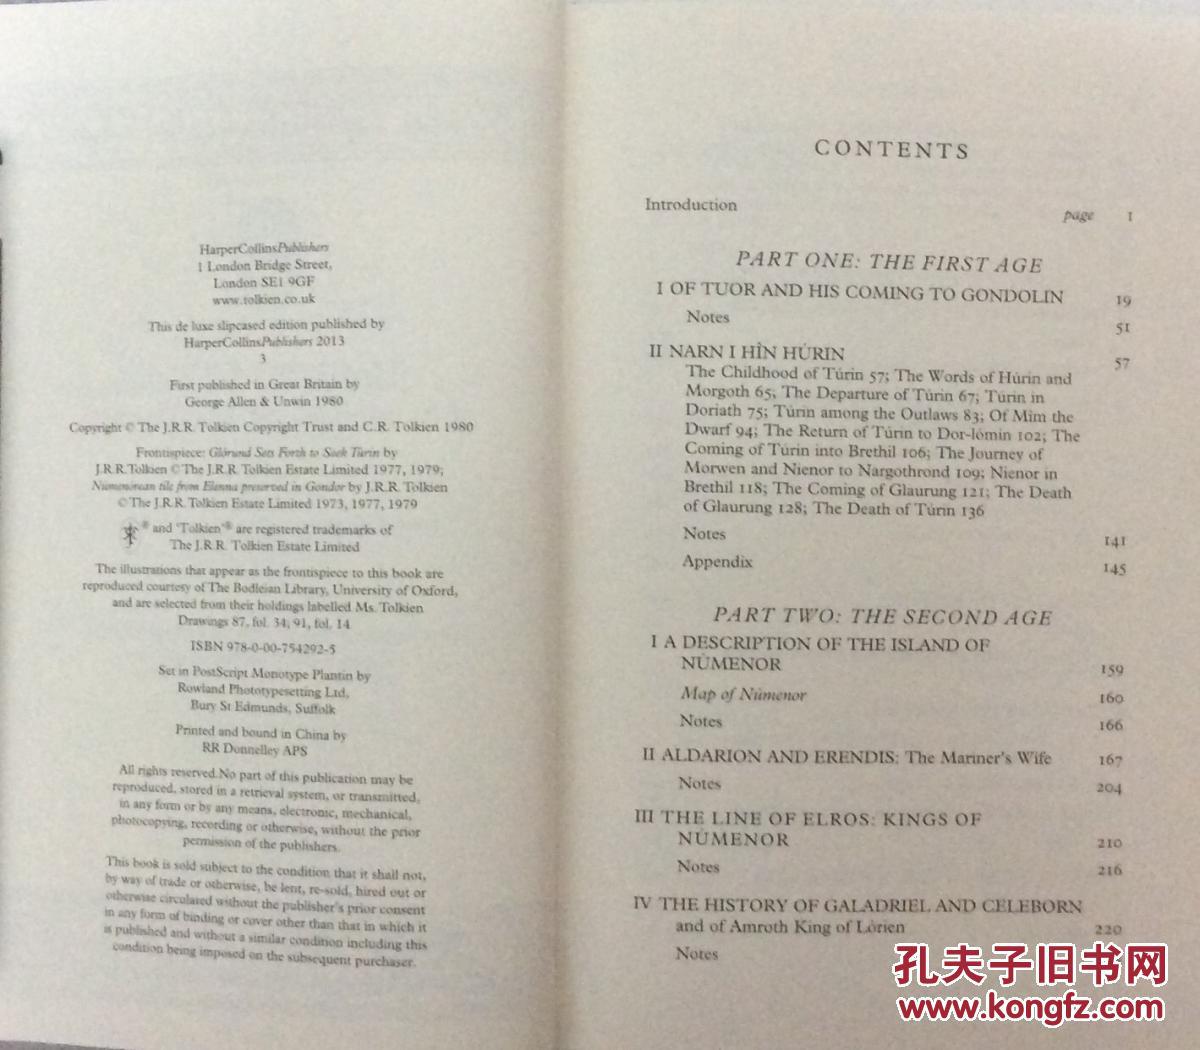 HarperCollinsPublishers
1 London Bridge Street,
London SE1 9GF
www.tolkien.co.uk
This de luxe slipcased edition published by
HarperCollinsPublishers 2013
3
First published in Great Britain by
George Allen & Unwin 1980
Copyright © The J.R.R. Tolkien Copyright Trust and C.R. Tolkien 1980
Frontispiece: Glórund Sets Forth to Seek Túrin by
J.R.R.Tolkien © The J.R.R. Tolkien Estate Limited 1977, 1979;
Númenórean tile from Elenna preserved in Gondor by J.R.R. Tolkien
© The J.R.R. Tolkien Estate Limited 1973, 1977, 1979
® and 'Tolkien'® are registered trademarks of
The J.R.R. Tolkien Estate Limited
The illustrations that appear as the frontispiece to this book are
reproduced courtesy of The Bodleian Library, University of Oxford,
and are selected from their holdings labelled Ms. Tolkien
Drawings 87, fol. 34; 91, fol. 14
ISBN 978-0-00-754292-5
Set in PostScript Monotype Plantin by
Rowland Phototypesetting Ltd,
Bury St Edmunds, Suffolk
Printed and bound in China by
RR Donnelley APS
All rights reserved. No part of this publication may be
reproduced, stored in a retrieval system, or transmitted,
in any form or by any means, electronic, mechanical,
photocopying, recording or otherwise, without the prior
permission of the publishers.
This book is sold subject to the condition that it shall not,
by way of trade or otherwise, be lent, re-sold, hired out or
otherwise circulated without the publisher's prior consent
in any form of binding or cover other than that in which it
is published and without a similar condition including this
condition being imposed on the subsequent purchaser.
CONTENTS
Introduction page 1
PART ONE: THE FIRST AGE
I OF TUOR AND HIS COMING TO GONDOLIN 19
Notes 51
II NARN I HÎN HÚRIN 57
The Childhood of Túrin 57; The Words of Húrin and
Morgoth 65; The Departure of Túrin 67; Túrin in
Doriath 75; Túrin among the Outlaws 83; Of Mîm the
Dwarf 94; The Return of Túrin to Dor-lómin 102; The
Coming of Túrin into Brethil 106; The Journey of
Morwen and Nienor to Nargothrond 109; Nienor in
Brethil 118; The Coming of Glaurung 121; The Death
of Glaurung 128; The Death of Túrin 136
Notes 141
Appendix 145
PART TWO: THE SECOND AGE
I A DESCRIPTION OF THE ISLAND OF
NÚMENOR 159
Map of Númenor 160
Notes 166
II ALDARION AND ERENDIS: The Mariner's Wife 167
Notes 204
III THE LINE OF ELROS: KINGS OF
NÚMENOR 210
Notes 216
IV THE HISTORY OF GALADRIEL AND CELEBORN
and of Amroth King of Lórien 220
Notes
孔夫子旧书网
www.kongfz.com